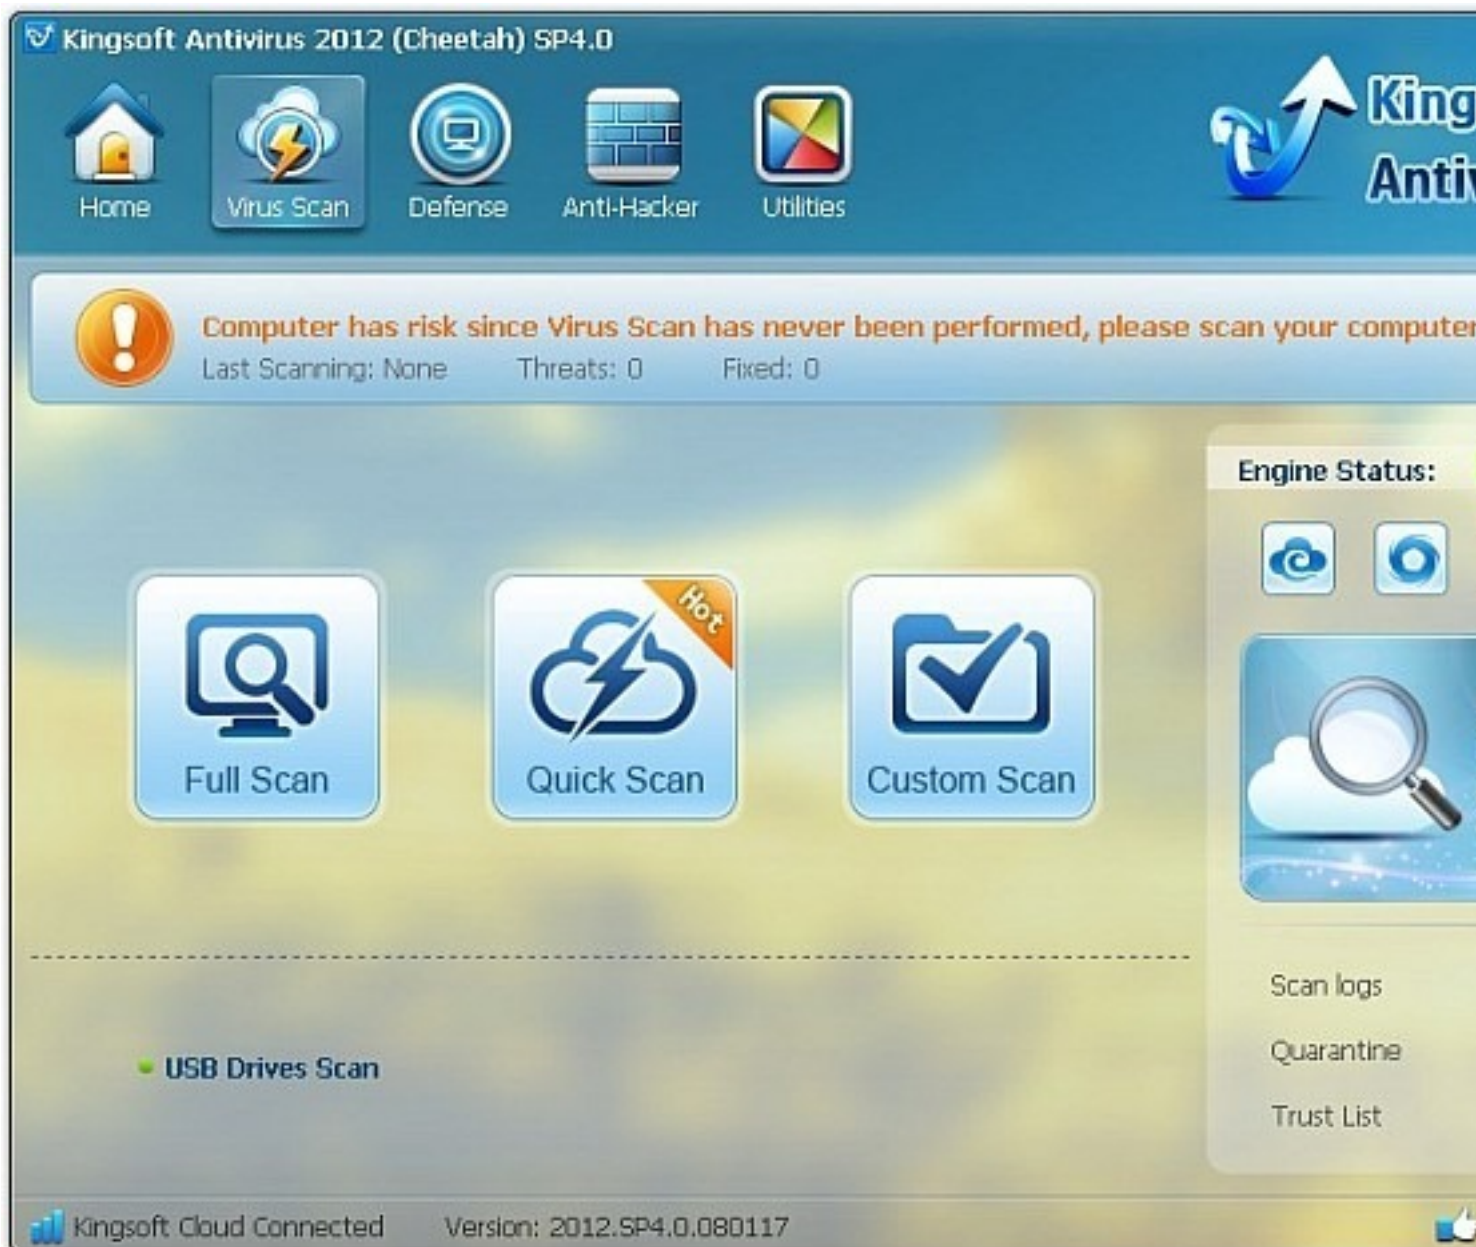 Kingsoft Antivirus 2012 (Cheetah) SP4.0
Home
Virus Scan
Defense
Anti-Hacker
Utilities
King
Antiv
Computer has risk since Virus Scan has never been performed, please scan your computer
Last Scanning: None
Threats: 0
Fixed: 0
Engine Status:
Full Scan
Hot
Quick Scan
Custom Scan
Scan logs
Quarantine
Trust List
USB Drives Scan
Kingsoft Cloud Connected
Version: 2012.SP4.0.080117